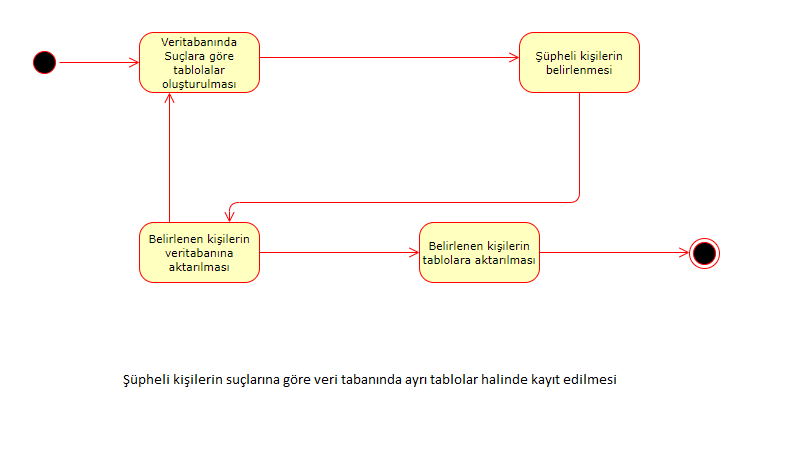 Veritabanında
Suçlara göre
tablolalar
oluşturulması
Şüpheli kişilerin
belirlenmesi
Belirlenen kişilerin
veritabanına
aktarılması
Belirlenen kişilerin
tablolara aktarılması
Şüpheli kişilerin suçlarına göre veri tabanında ayrı tablolar halinde kayıt edilmesi